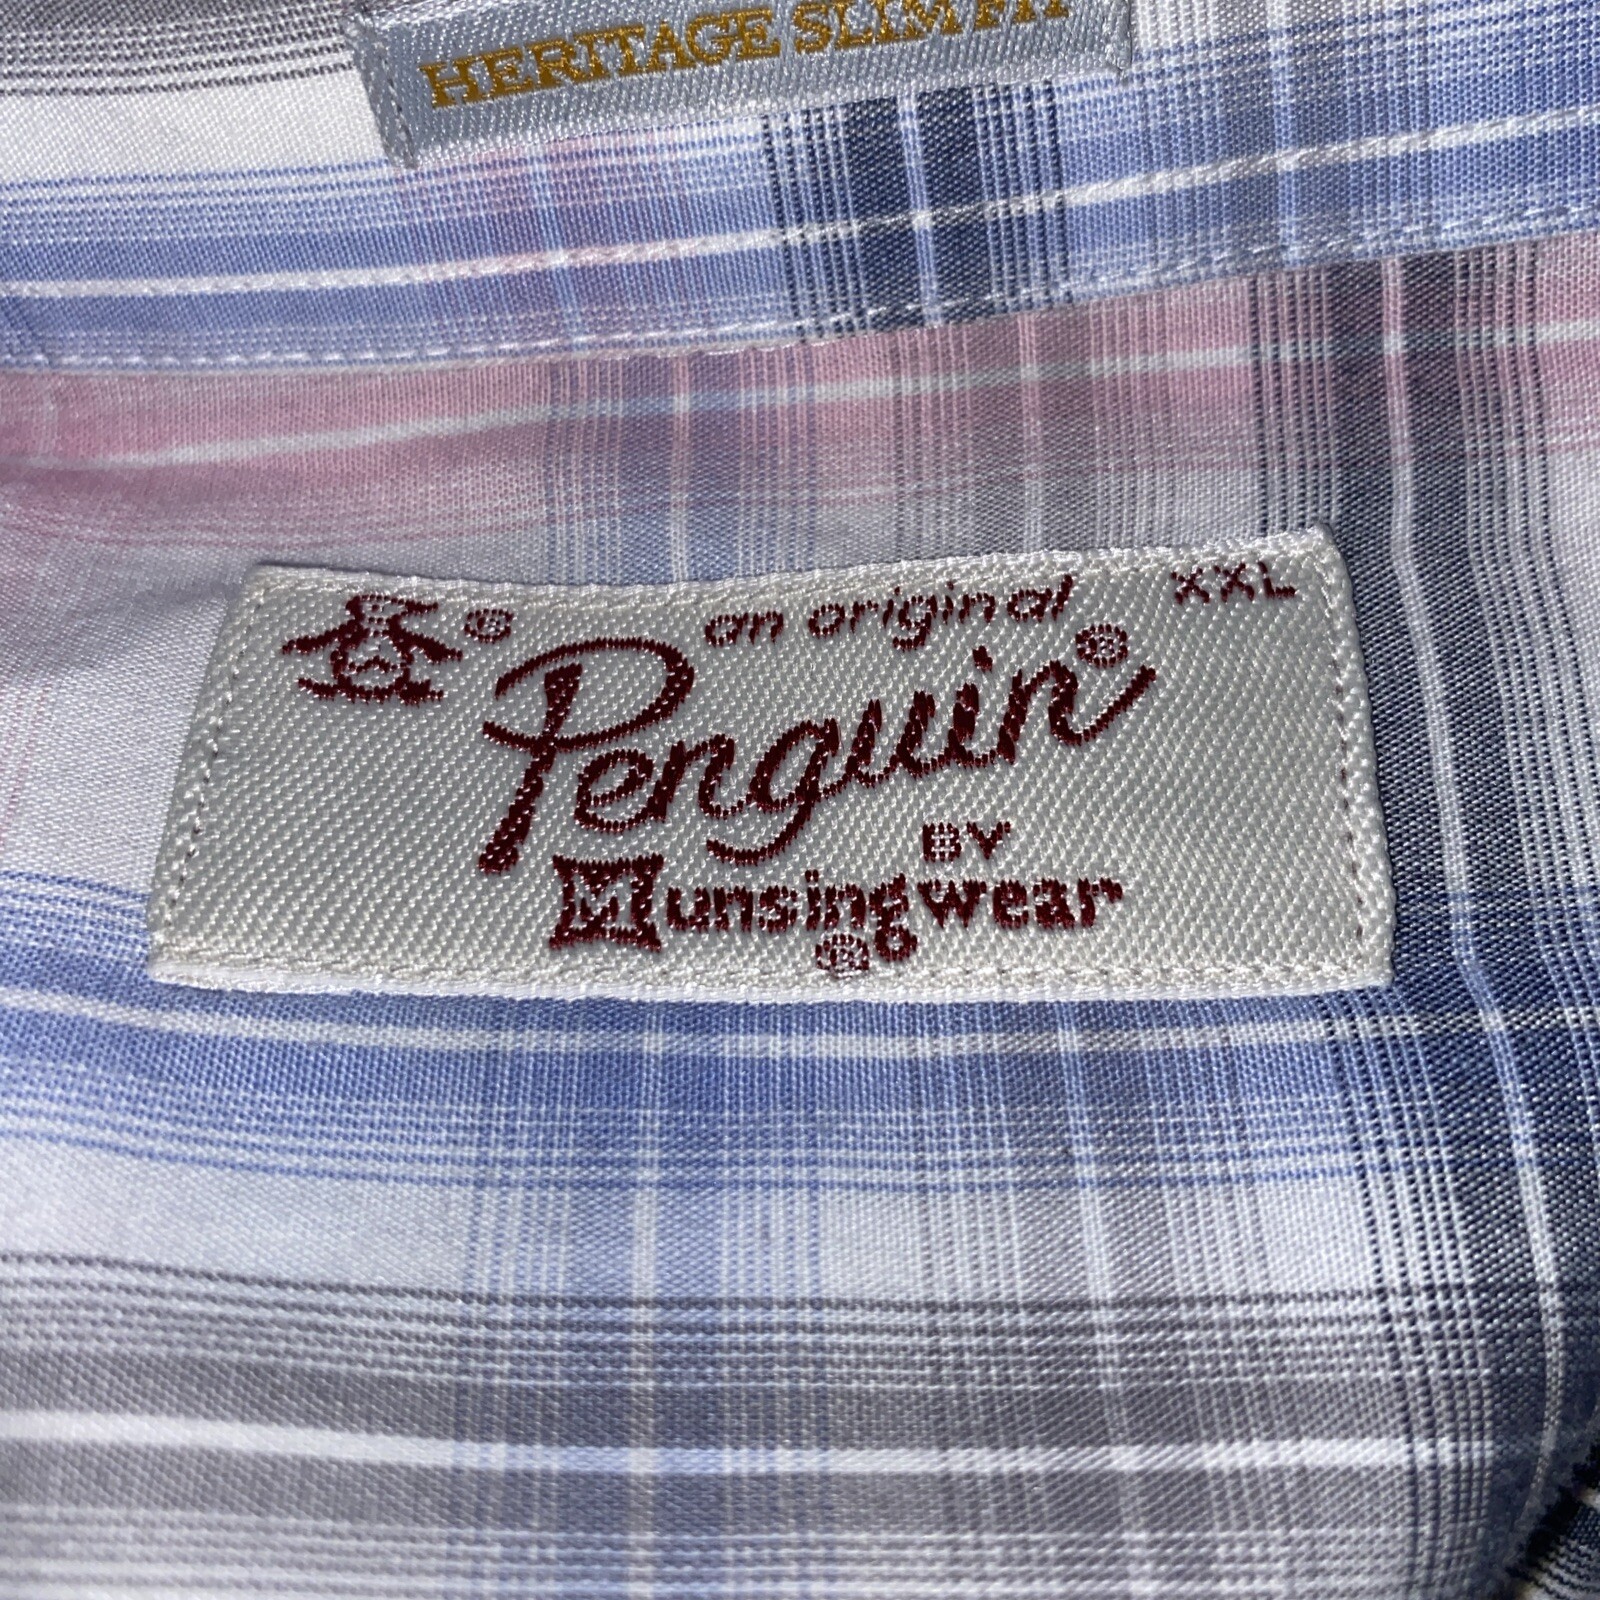 HERITAGE SLIM FIT
an original XXL
®
Penguin®
BY
Munsingwear
®